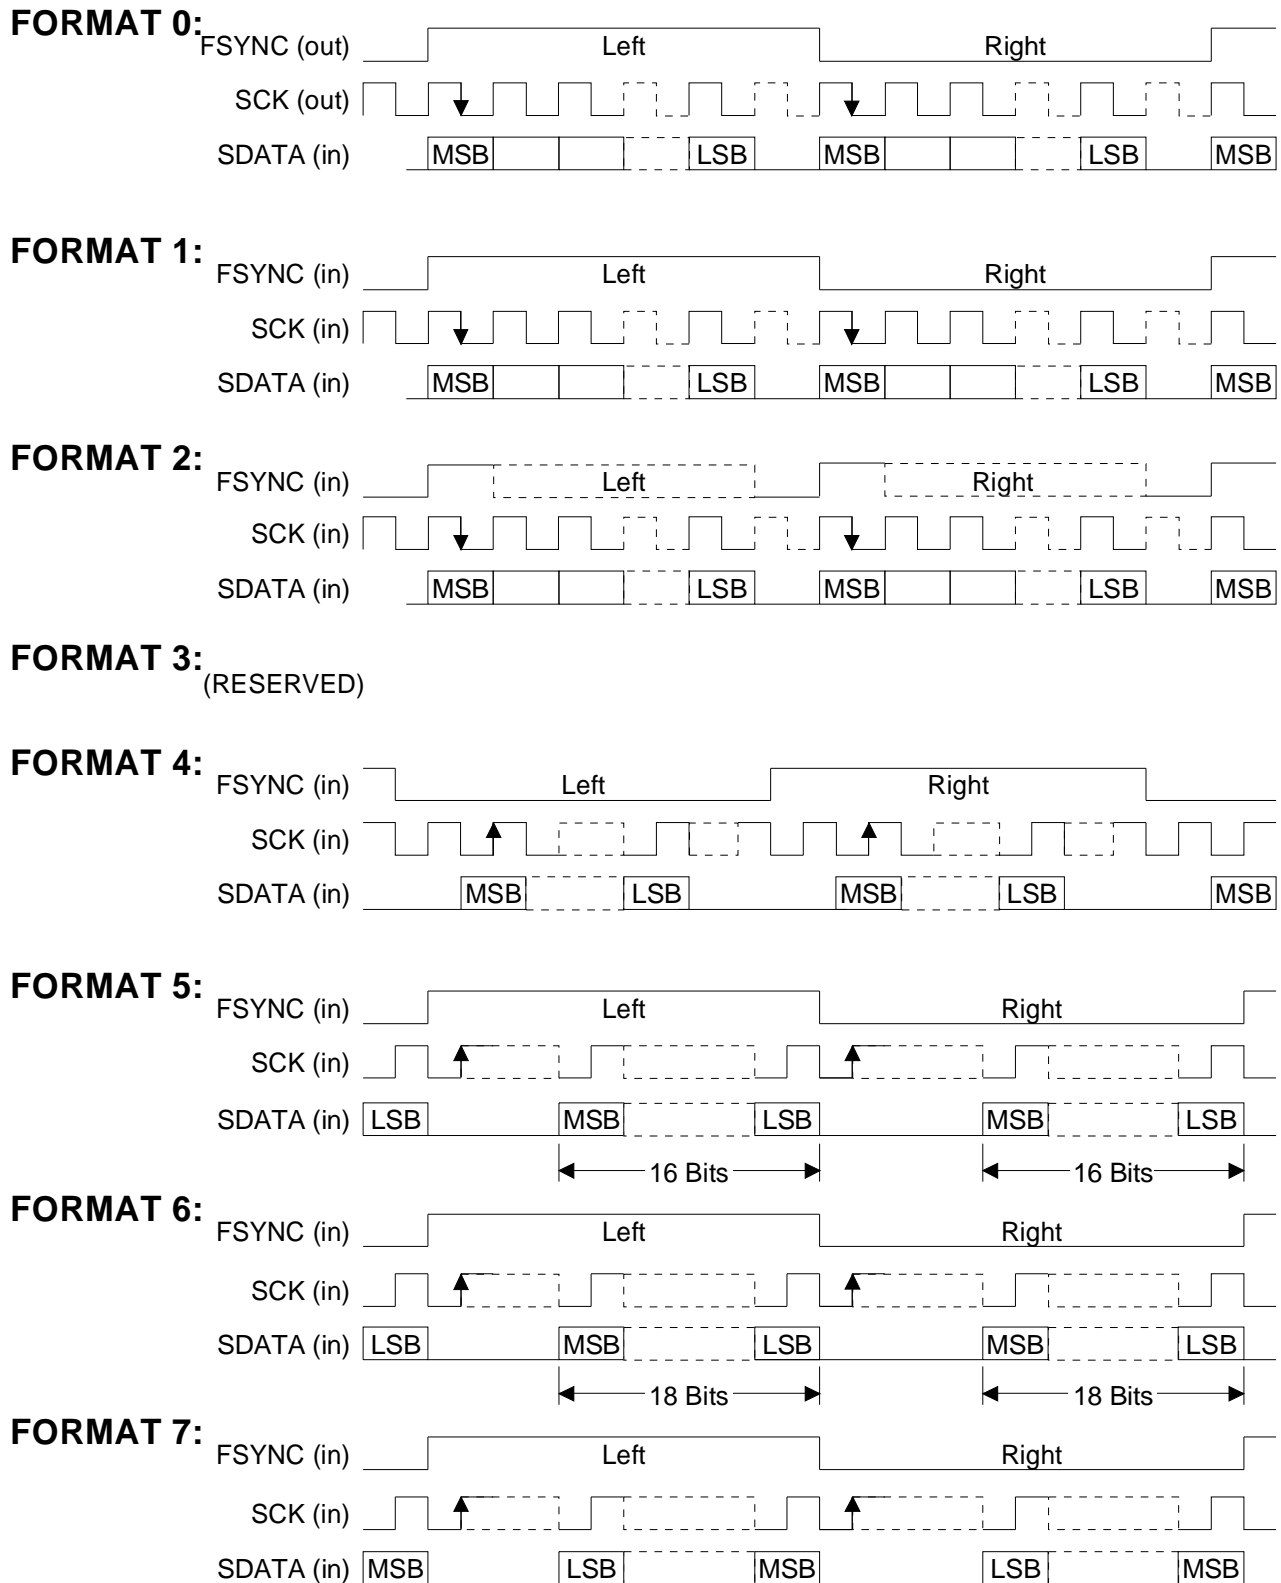 FORMAT 0:
FSYNC (out) Left Right
SCK (out)
SDATA (in) MSB LSB MSB LSB MSB
FORMAT 1:
FSYNC (in) Left Right
SCK (in)
SDATA (in) MSB LSB MSB LSB MSB
FORMAT 2:
FSYNC (in) Left Right
SCK (in)
SDATA (in) MSB LSB MSB LSB MSB
FORMAT 3:
(RESERVED)
FORMAT 4:
FSYNC (in) Left Right
SCK (in)
SDATA (in) MSB LSB MSB LSB MSB
FORMAT 5:
FSYNC (in) Left Right
SCK (in)
SDATA (in) LSB MSB LSB MSB LSB
16 Bits 16 Bits
FORMAT 6:
FSYNC (in) Left Right
SCK (in)
SDATA (in) LSB MSB LSB MSB LSB
18 Bits 18 Bits
FORMAT 7:
FSYNC (in) Left Right
SCK (in)
SDATA (in) MSB LSB MSB LSB MSB